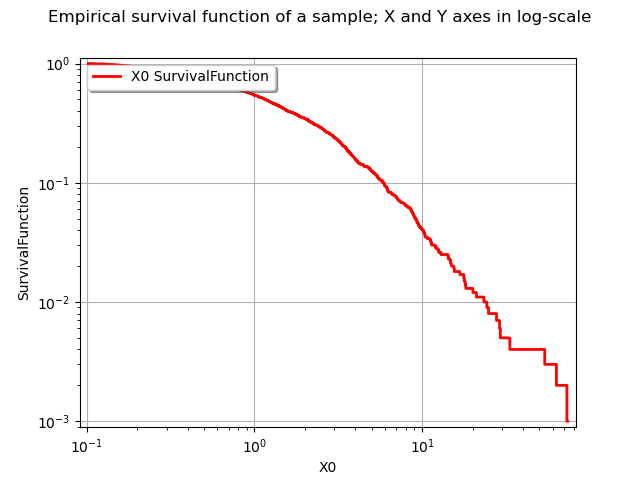 Empirical survival function of a sample; X and Y axes in log-scale
X0 SurvivalFunction
SurvivalFunction
10⁰
10⁻¹
10⁻²
10⁻³
10⁻¹ 10⁰ 10¹
X0